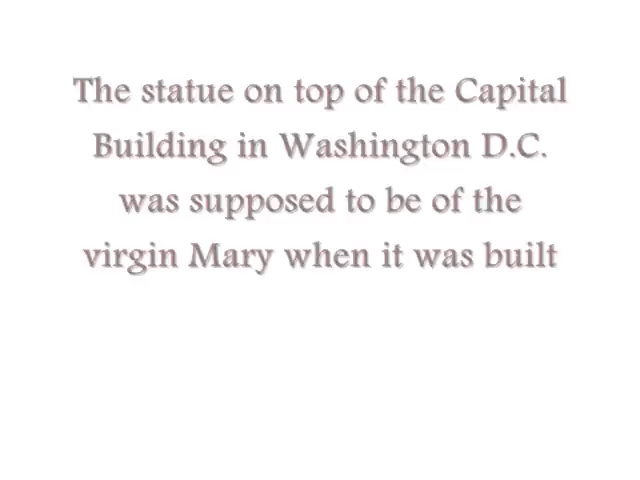 The statue on top of the Capital
Building in Washington D.C.
was supposed to be of the
virgin Mary when it was built